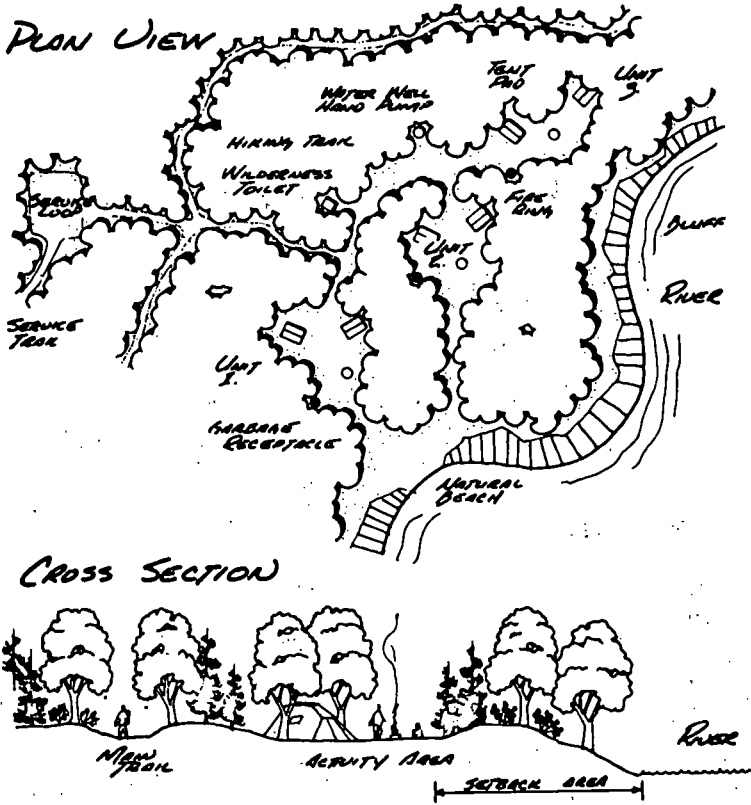 PLAN VIEW
WATER WELL
HAND PUMP
TENT
PAD
UNIT
3.
HIKING TRAIL
WILDERNESS
TOILET
SERVICE
LOOP
FIRE
RING
BLUFF
UNIT
2.
RIVER
SERVICE
TRAIL
UNIT
1.
GARBAGE
RECEPTACLE
NATURAL
BEACH
CROSS SECTION
MAIN
TRAIL
ACTIVITY AREA
RIVER
SETBACK AREA